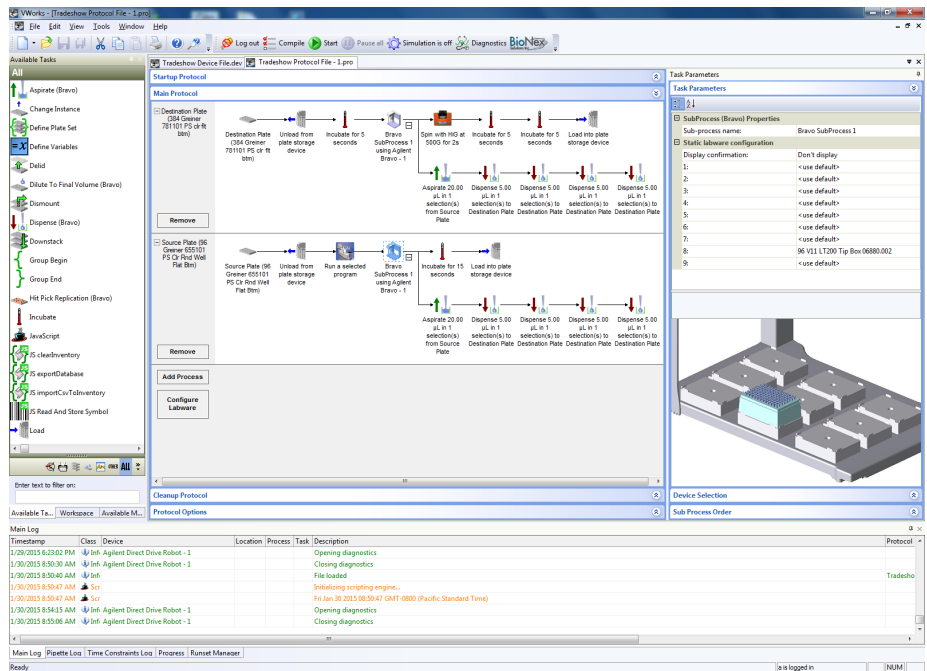 VWorks - [Tradeshow Protocol File - 1.pro]
File Edit View Tools Window Help
Log out Compile Start Pause all Simulation is off Diagnostics BioNex
Available Tasks
All
Aspirate (Bravo)
Change Instance
Define Plate Set
=X Define Variables
Delid
Dilute To Final Volume (Bravo)
Dismount
Dispense (Bravo)
Downstack
Group Begin
Group End
Hit Pick Replication (Bravo)
Incubate
JavaScript
JS clearInventory
JS exportDatabase
JS importCsvToInventory
JS Read And Store Symbol
Load
All
Enter text to filter on:
Available Ta... Workspace Available M...
Tradeshow Device File.dev Tradeshow Protocol File - 1.pro
Startup Protocol
Main Protocol
Destination Plate
(384 Greiner
781101 PS clr ft
btm)
Destination Plate
(384 Greiner
781101 PS clr ft
btm)
Unload from
plate storage
device
Incubate for 5
seconds
Bravo
SubProcess 1
using Agilent
Bravo - 1
Spin with HG at
500G for 2s
Incubate for 5
seconds
Incubate for 5
seconds
Load into plate
storage device
Aspirate 20.00
µL in 1
selection(s)
from Source
Plate
Dispense 5.00
µL in 1
selection(s) to
Destination Plate
Dispense 5.00
µL in 1
selection(s) to
Destination Plate
Dispense 5.00
µL in 1
selection(s) to
Destination Plate
Dispense 5.00
µL in 1
selection(s) to
Destination Plate
Remove
Source Plate (96
Greiner 655101
PS Clr Rnd Well
Flat Btm)
Source Plate (96
Greiner 655101
PS Clr Rnd Well
Flat Btm)
Unload from
plate storage
device
Run a selected
program
Bravo
SubProcess 1
using Agilent
Bravo - 1
Incubate for 15
seconds
Load into plate
storage device
Aspirate 20.00
µL in 1
selection(s)
from Source
Plate
Dispense 5.00
µL in 1
selection(s) to
Destination Plate
Dispense 5.00
µL in 1
selection(s) to
Destination Plate
Dispense 5.00
µL in 1
selection(s) to
Destination Plate
Dispense 5.00
µL in 1
selection(s) to
Destination Plate
Remove
Add Process
Configure
Labware
Cleanup Protocol
Protocol Options
Task Parameters
Task Parameters
SubProcess (Bravo) Properties
Sub-process name: Bravo SubProcess 1
Static labware configuration
Display confirmation: Don't display
1: <use default>
2: <use default>
3: <use default>
4: <use default>
5: <use default>
6: <use default>
7: <use default>
8: 96 V11 LT200 Tip Box 06880.002
9: <use default>
Device Selection
Sub Process Order
Main Log
Timestamp Class Device Location Process Task Description Protocol
1/29/2015 6:23:02 PM Inf Agilent Direct Drive Robot - 1 Opening diagnostics
1/30/2015 8:50:30 AM Inf Agilent Direct Drive Robot - 1 Closing diagnostics
1/30/2015 8:50:40 AM Inf File loaded Tradesho
1/30/2015 8:50:47 AM Scr Initializing scripting engine...
1/30/2015 8:50:47 AM Scr Fri Jan 30 2015 08:50:47 GMT-0800 (Pacific Standard Time)
1/30/2015 8:54:15 AM Inf Agilent Direct Drive Robot - 1 Opening diagnostics
1/30/2015 8:55:06 AM Inf Agilent Direct Drive Robot - 1 Closing diagnostics
Main Log Pipette Log Time Constraints Log Progress Runset Manager
Ready a is logged in NUM